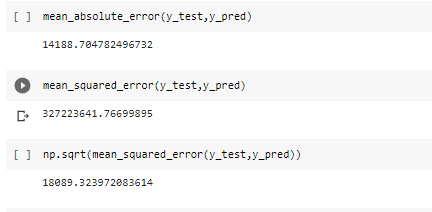 [ ] mean_absolute_error(y_test,y_pred)
14188.704782496732
mean_squared_error(y_test,y_pred)
327223641.76699895
[ ] np.sqrt(mean_squared_error(y_test,y_pred))
18089.323972083614